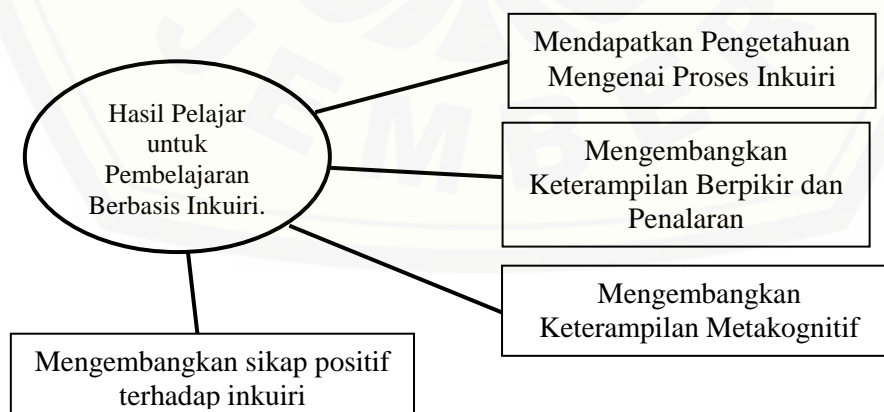 Hasil Pelajar
untuk
Pembelajaran
Berbasis Inkuiri.
Mendapatkan Pengetahuan
Mengenai Proses Inkuiri
Mengembangkan
Keterampilan Berpikir dan
Penalaran
Mengembangkan
Keterampilan Metakognitif
Mengembangkan sikap positif
terhadap inkuiri
JEMBER